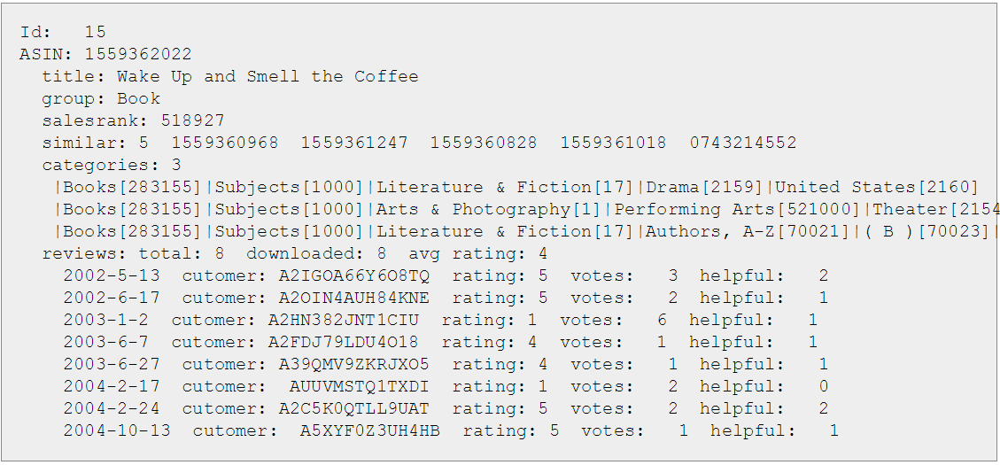 Id:   15
ASIN: 1559362022
  title: Wake Up and Smell the Coffee
  group: Book
  salesrank: 518927
  similar: 5  1559360968  1559361247  1559360828  1559361018  0743214552
  categories: 3
   |Books[283155]|Subjects[1000]|Literature & Fiction[17]|Drama[2159]|United States[2160]
   |Books[283155]|Subjects[1000]|Arts & Photography[1]|Performing Arts[521000]|Theater[2154
   |Books[283155]|Subjects[1000]|Literature & Fiction[17]|Authors, A-Z[70021]|( B )[70023]|
  reviews: total: 8  downloaded: 8  avg rating: 4
    2002-5-13  cutomer: A2IGOA66Y6O8TQ  rating: 5  votes:   3  helpful:   2
    2002-6-17  cutomer: A2OIN4AUH84KNE  rating: 5  votes:   2  helpful:   1
    2003-1-2  cutomer: A2HN382JNT1CIU  rating: 1  votes:   6  helpful:   1
    2003-6-7  cutomer: A2FDJ79LDU4O18  rating: 4  votes:   1  helpful:   1
    2003-6-27  cutomer: A39QMV9ZKRJXO5  rating: 4  votes:   1  helpful:   1
    2004-2-17  cutomer:  AUUVMSTQ1TXDI  rating: 1  votes:   2  helpful:   0
    2004-2-24  cutomer: A2C5K0QTLL9UAT  rating: 5  votes:   2  helpful:   2
    2004-10-13  cutomer:  A5XYF0Z3UH4HB  rating: 5  votes:   1  helpful:   1